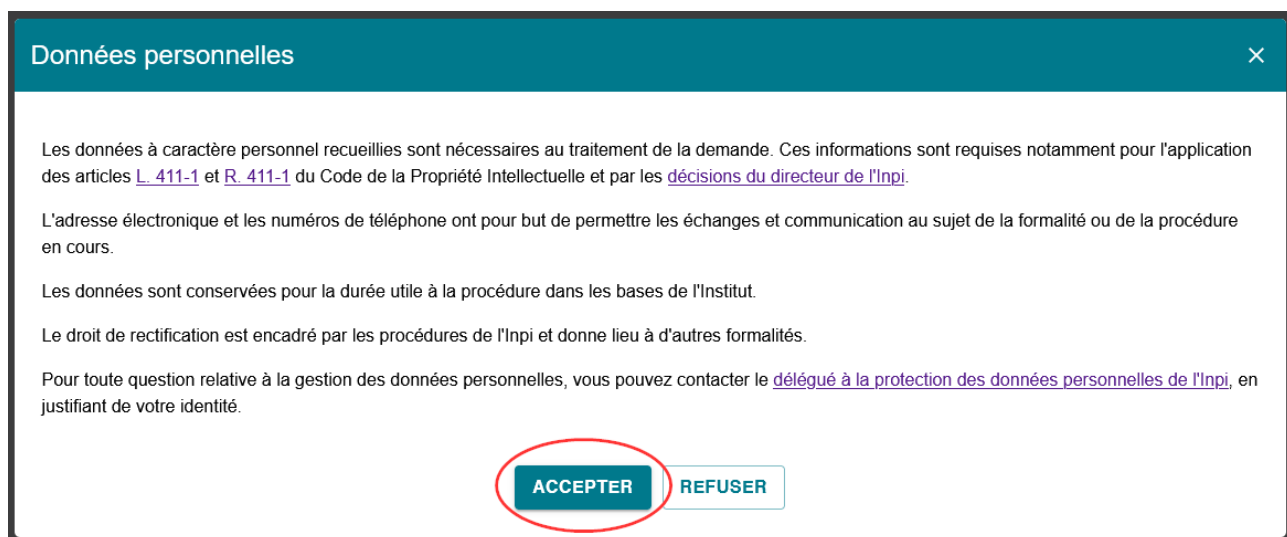 Données personnelles
Les données à caractère personnel recueillies sont nécessaires au traitement de la demande. Ces informations sont requises notamment pour l'application
des articles L. 411-1 et R. 411-1 du Code de la Propriété Intellectuelle et par les décisions du directeur de l'Inpi.
L'adresse électronique et les numéros de téléphone ont pour but de permettre les échanges et communication au sujet de la formalité ou de la procédure
en cours.
Les données sont conservées pour la durée utile à la procédure dans les bases de l'Institut.
Le droit de rectification est encadré par les procédures de l'Inpi et donne lieu à d'autres formalités.
Pour toute question relative à la gestion des données personnelles, vous pouvez contacter le délégué à la protection des données personnelles de l'Inpi, en
justifiant de votre identité.
ACCEPTER REFUSER